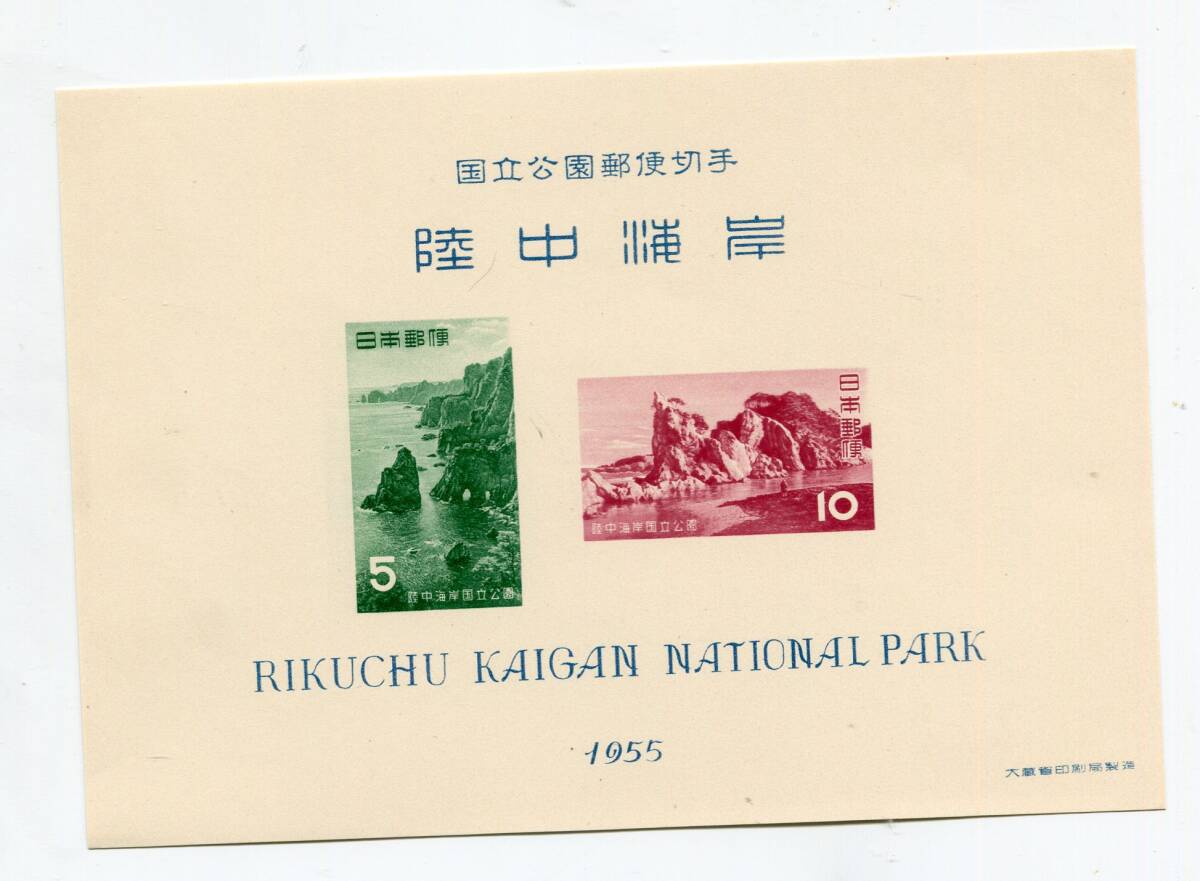 国立公園郵便切手
陸中海岸
日本郵便
5
陸中海岸国立公園
日本郵便
10
陸中海岸国立公園
RIKUCHU KAIGAN NATIONAL PARK
1955
大蔵省印刷局製造